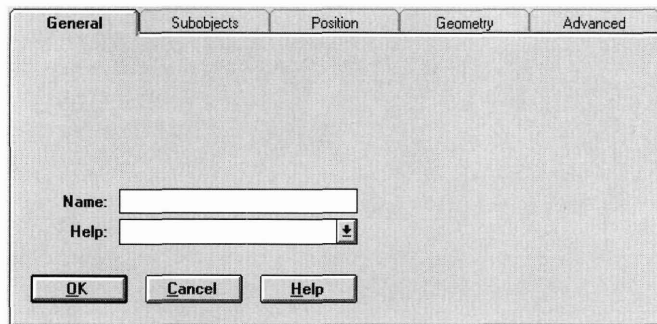 General Subobjects Position Geometry Advanced
Name:
Help:
OK Cancel Help